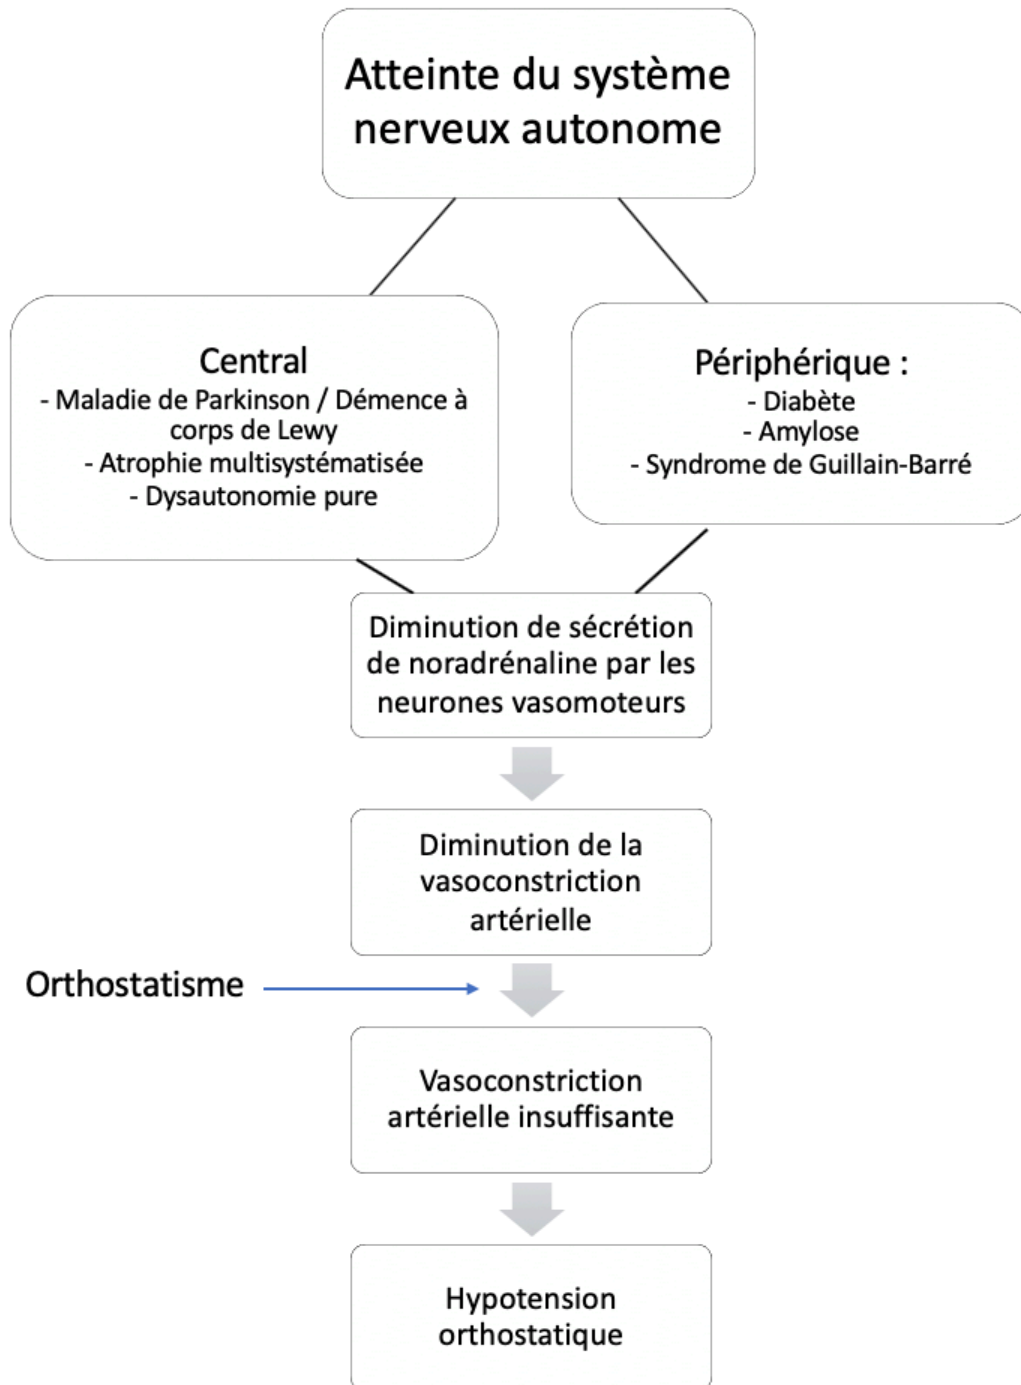 Atteinte du système
nerveux autonome
Central
- Maladie de Parkinson / Démence à
corps de Lewy
- Atrophie multisystématisée
- Dysautonomie pure
Périphérique :
- Diabète
- Amylose
- Syndrome de Guillain-Barré
Diminution de sécrétion
de noradrénaline par les
neurones vasomoteurs
Diminution de la
vasoconstriction
artérielle
Orthostatisme
Vasoconstriction
artérielle insuffisante
Hypotension
orthostatique